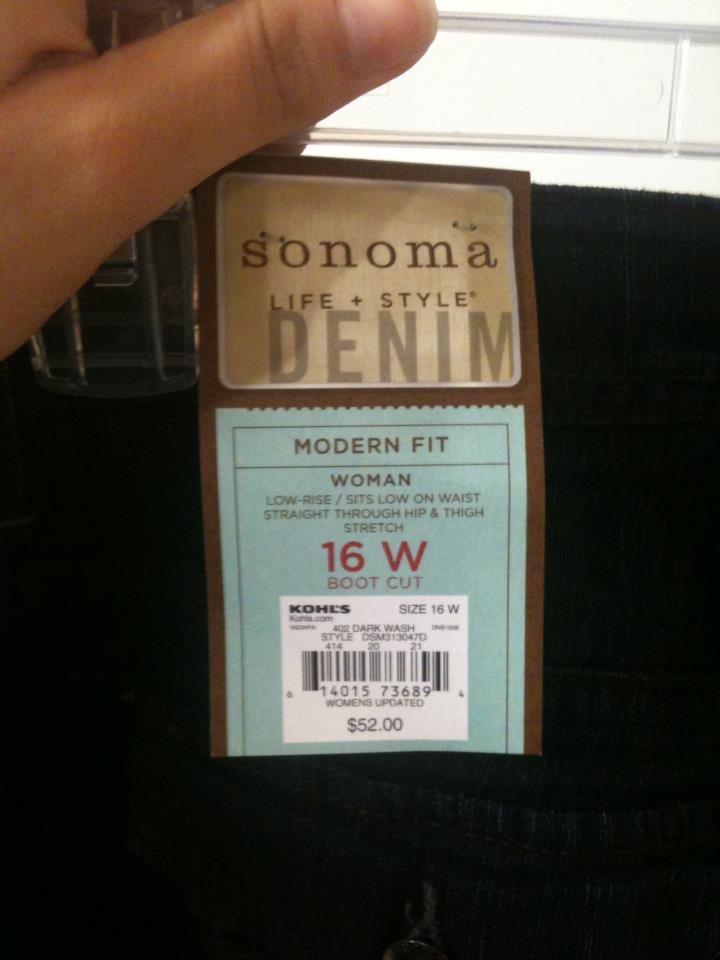 sonoma
LIFE + STYLE®
DENIM
MODERN FIT
WOMAN
LOW-RISE / SITS LOW ON WAIST
STRAIGHT THROUGH HIP & THIGH
STRETCH
16 W
BOOT CUT
KOHL'S SIZE 16 W
Kohls.com
402 DARK WASH
STYLE DSM313047D
414 20 21
6 14015 73689 4
WOMENS UPDATED
$52.00